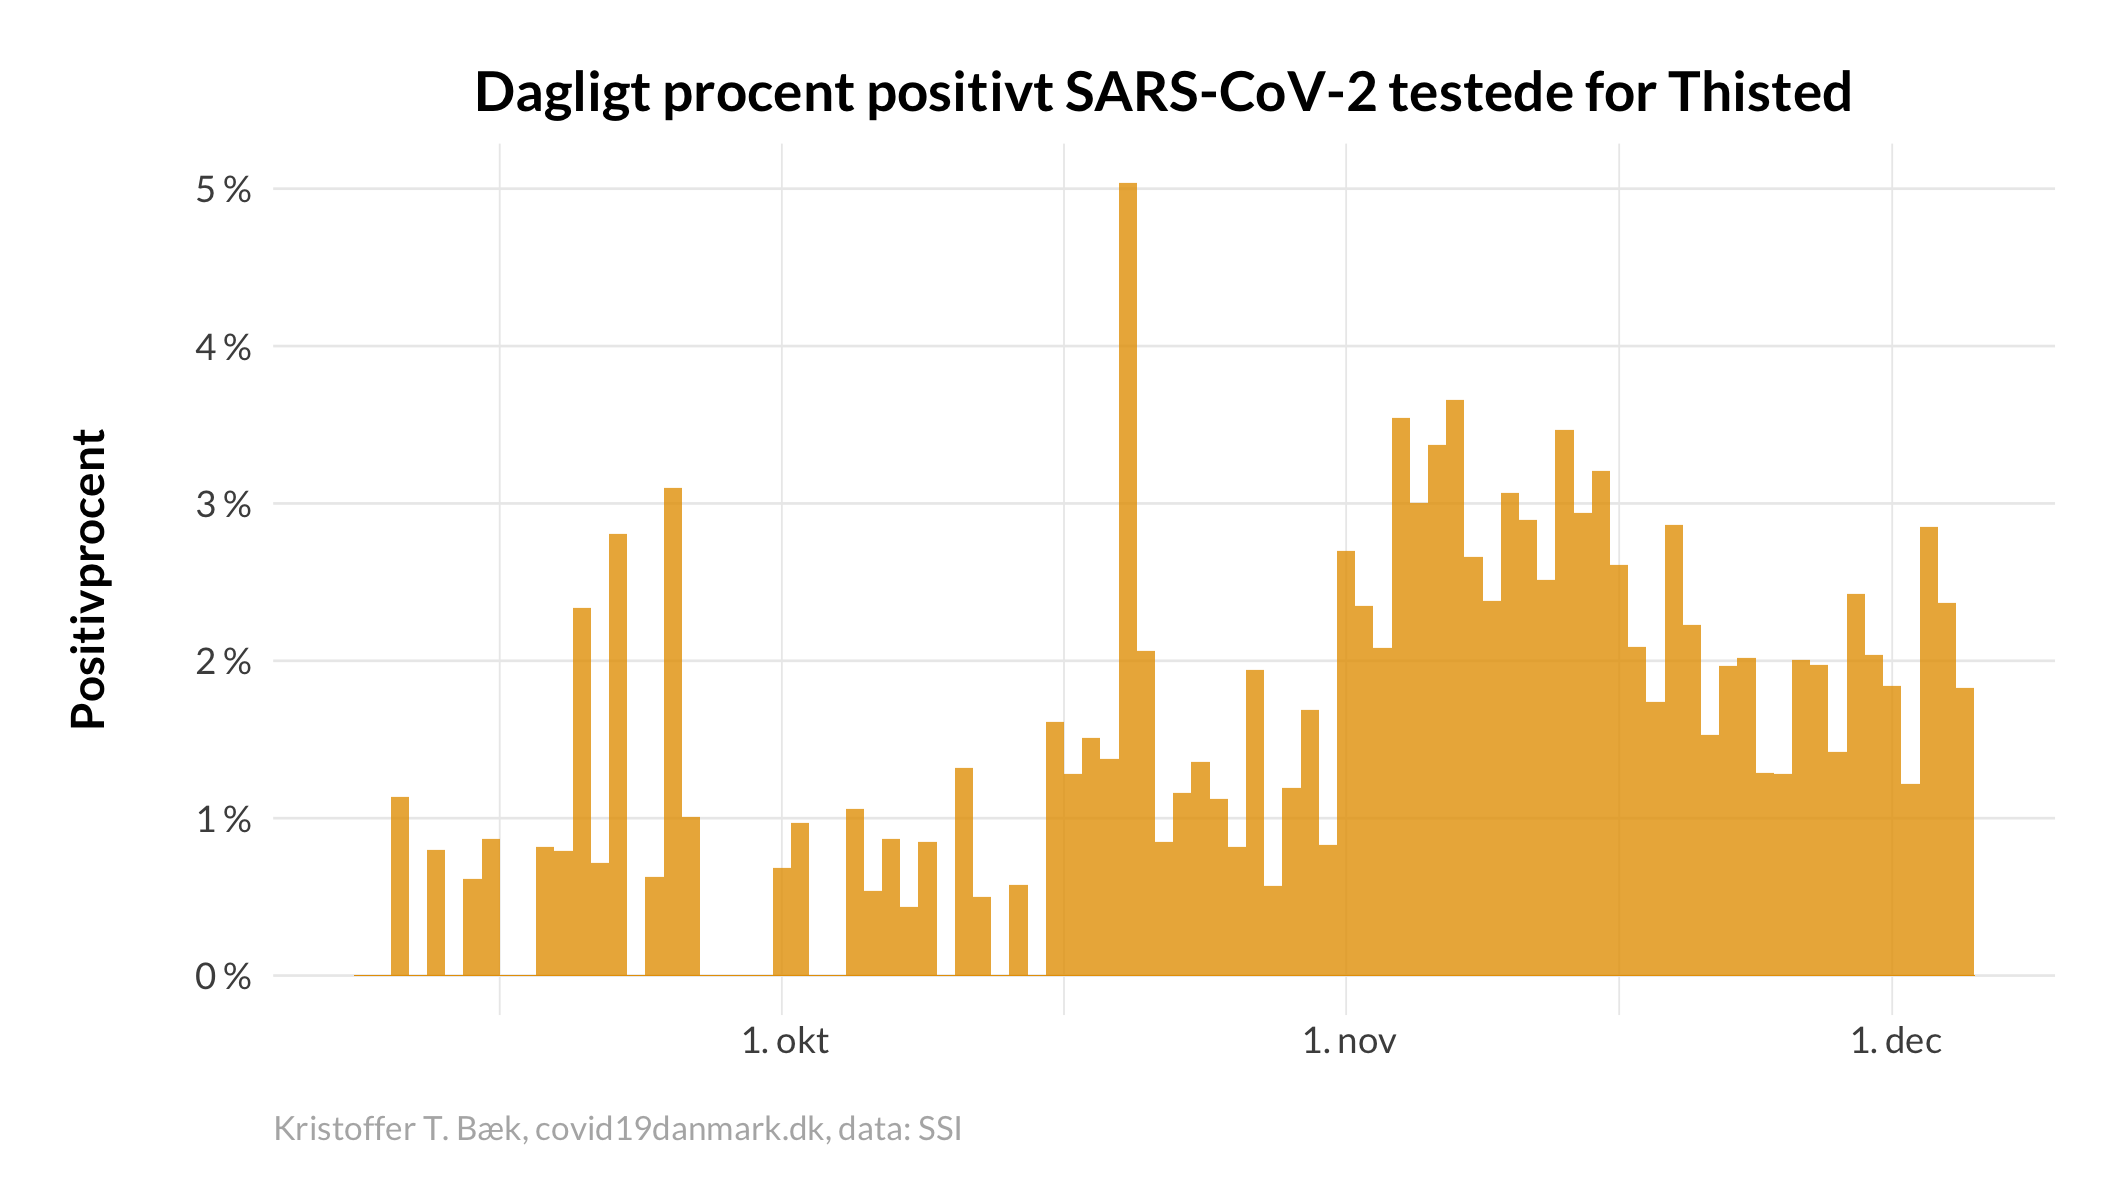 Dagligt procent positivt SARS-CoV-2 testede for Thisted
Positivprocent
5 %
4 %
3 %
2 %
1 %
0 %
1. okt
1. nov
1. dec
Kristoffer T. Bæk, covid19danmark.dk, data: SSI